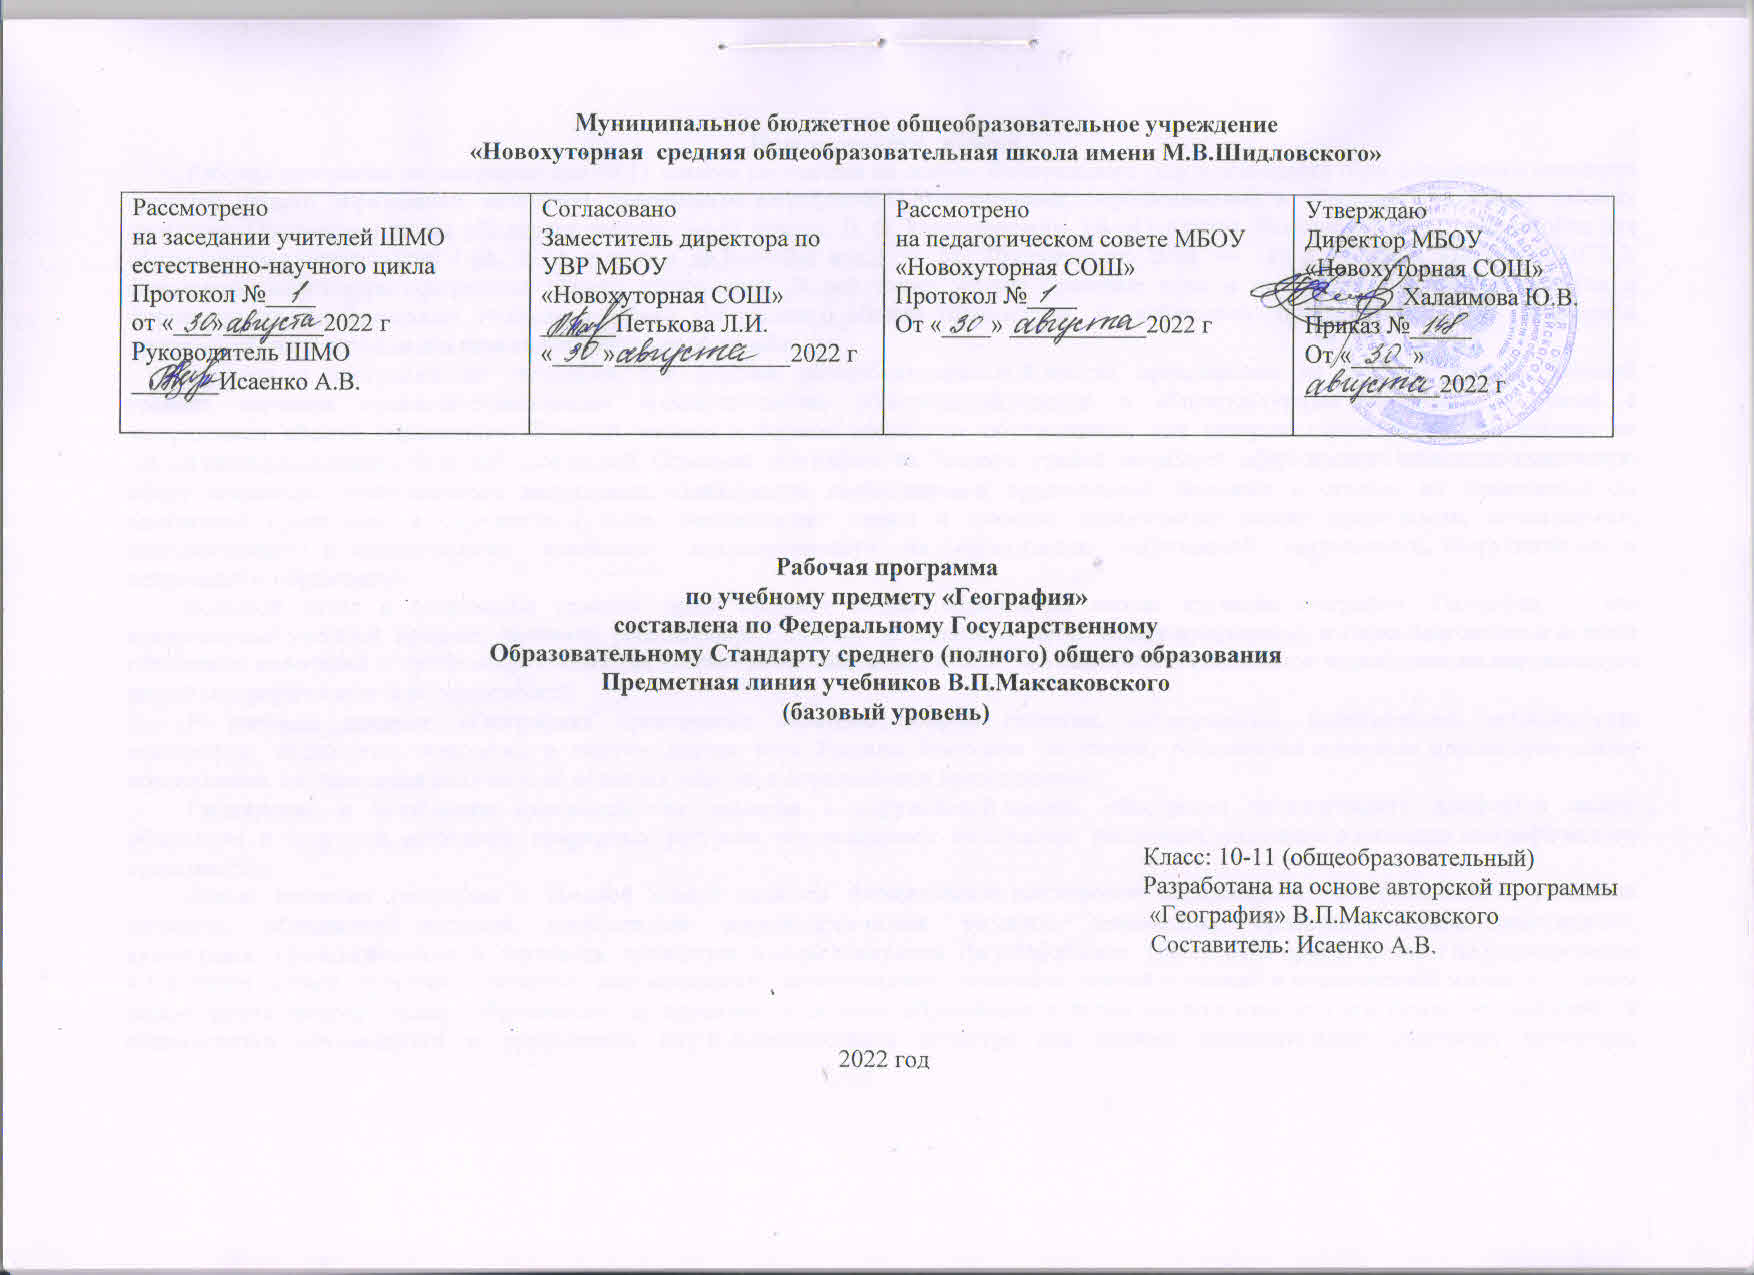 Муниципальное бюджетное общеобразовательное учреждение
«Новохуторная средняя общеобразовательная школа имени М.В.Шидловского»
Рассмотрено
на заседании учителей ШМО
естественно-научного цикла
Протокол № 1
от « 30 » августа 2022 г
Руководитель ШМО
Исаенко А.В.
Согласовано
Заместитель директора по
УВР МБОУ
«Новохуторная СОШ»
Петькова Л.И.
« 30 » августа 2022 г
Рассмотрено
на педагогическом совете МБОУ
«Новохуторная СОШ»
Протокол № 1
От « 30 » августа 2022 г
Утверждаю
Директор МБОУ
«Новохуторная СОШ»
Халаимова Ю.В.
Приказ № 148
От « 30 »
августа 2022 г
Рабочая программа
по учебному предмету «География»
составлена по Федеральному Государственному
Образовательному Стандарту среднего (полного) общего образования
Предметная линия учебников В.П.Максаковского
(базовый уровень)
Класс: 10-11 (общеобразовательный)
Разработана на основе авторской программы
«География» В.П.Максаковского
Составитель: Исаенко А.В.
2022 год